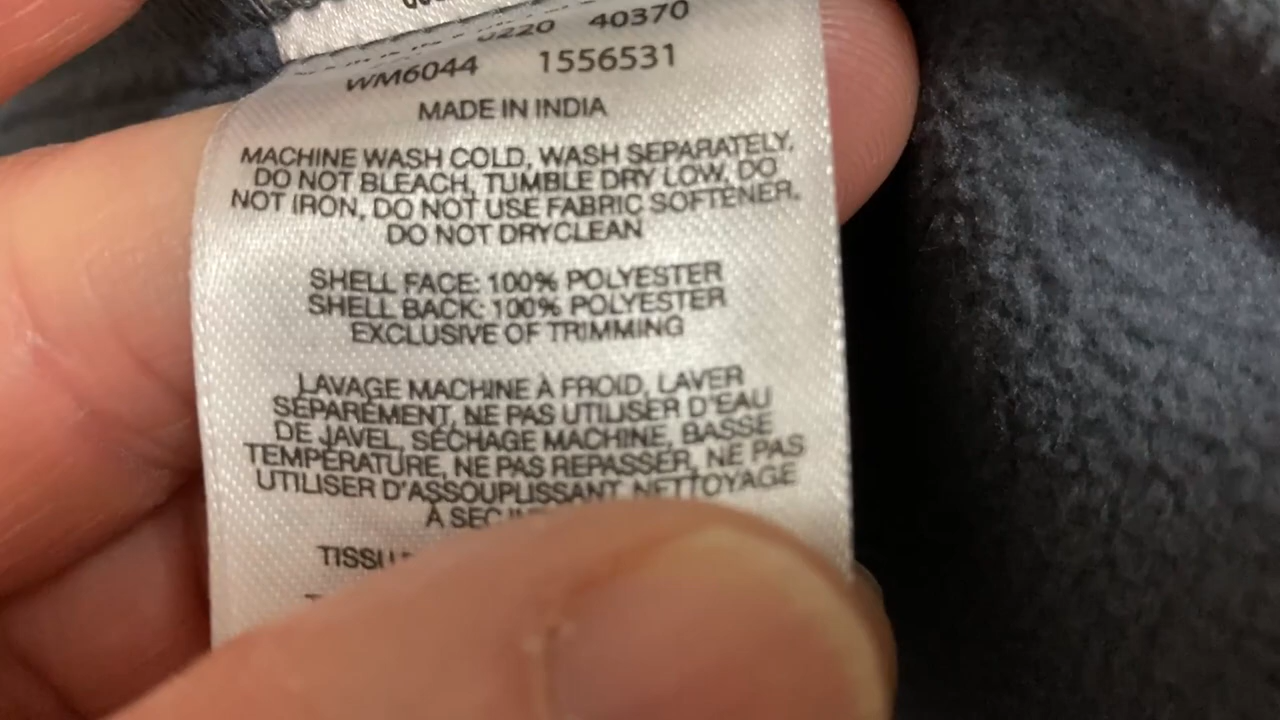 0220 40370
WM6044 1556531
MADE IN INDIA
MACHINE WASH COLD, WASH SEPARATELY,
DO NOT BLEACH, TUMBLE DRY LOW, DO
NOT IRON, DO NOT USE FABRIC SOFTENER,
DO NOT DRYCLEAN
SHELL FACE: 100% POLYESTER
SHELL BACK: 100% POLYESTER
EXCLUSIVE OF TRIMMING
LAVAGE MACHINE À FROID, LAVER
SÉPARÉMENT, NE PAS UTILISER D'EAU
DE JAVEL, SÉCHAGE MACHINE, BASSE
TEMPÉRATURE, NE PAS REPASSER, NE PAS
UTILISER D'ASSOUPLISSANT, NETTOYAGE
À SEC